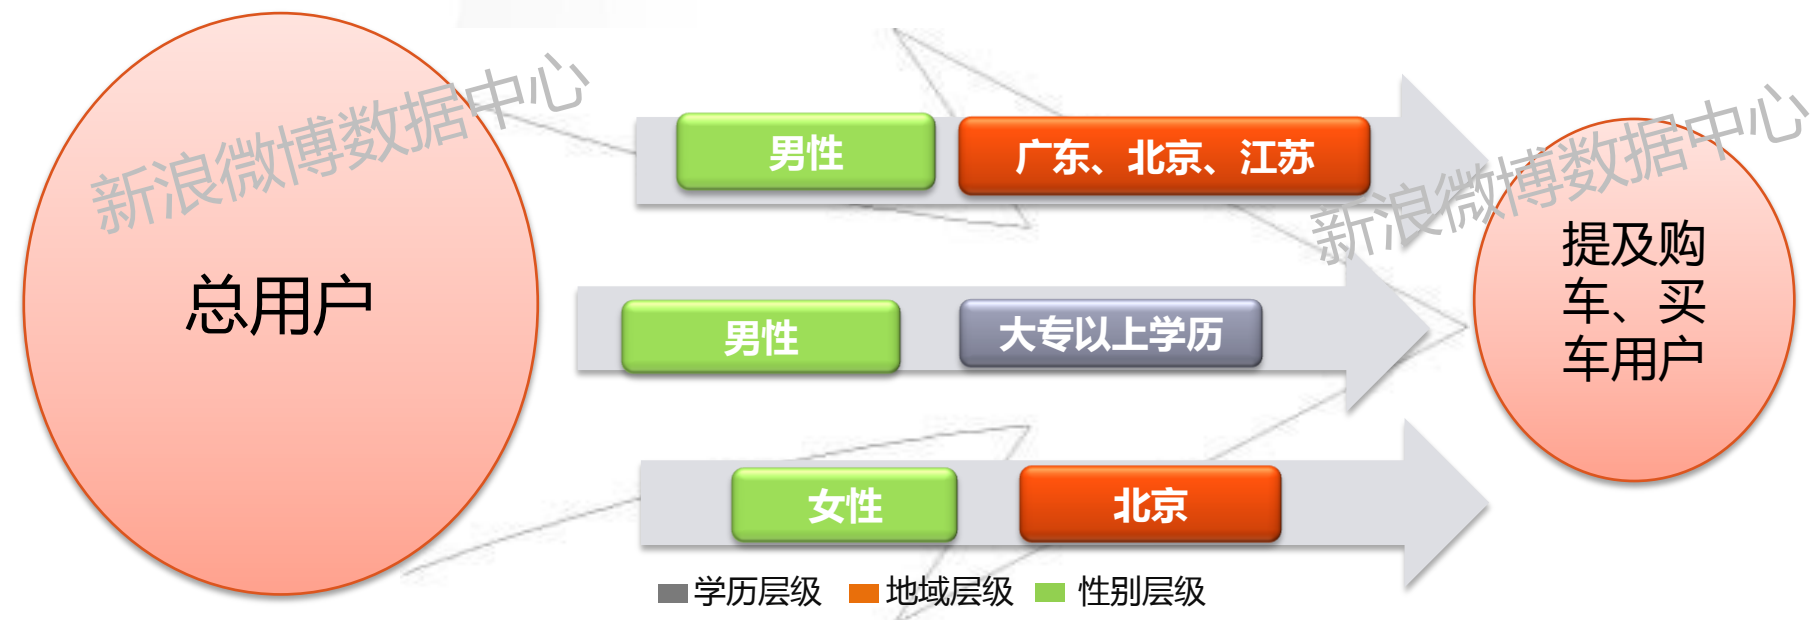 新浪微博数据中心
总用户
男性
广东、北京、江苏
男性
大专以上学历
女性
北京
新浪微博数据中心
提及购
车、买
车用户
学历层级
地域层级
性别层级